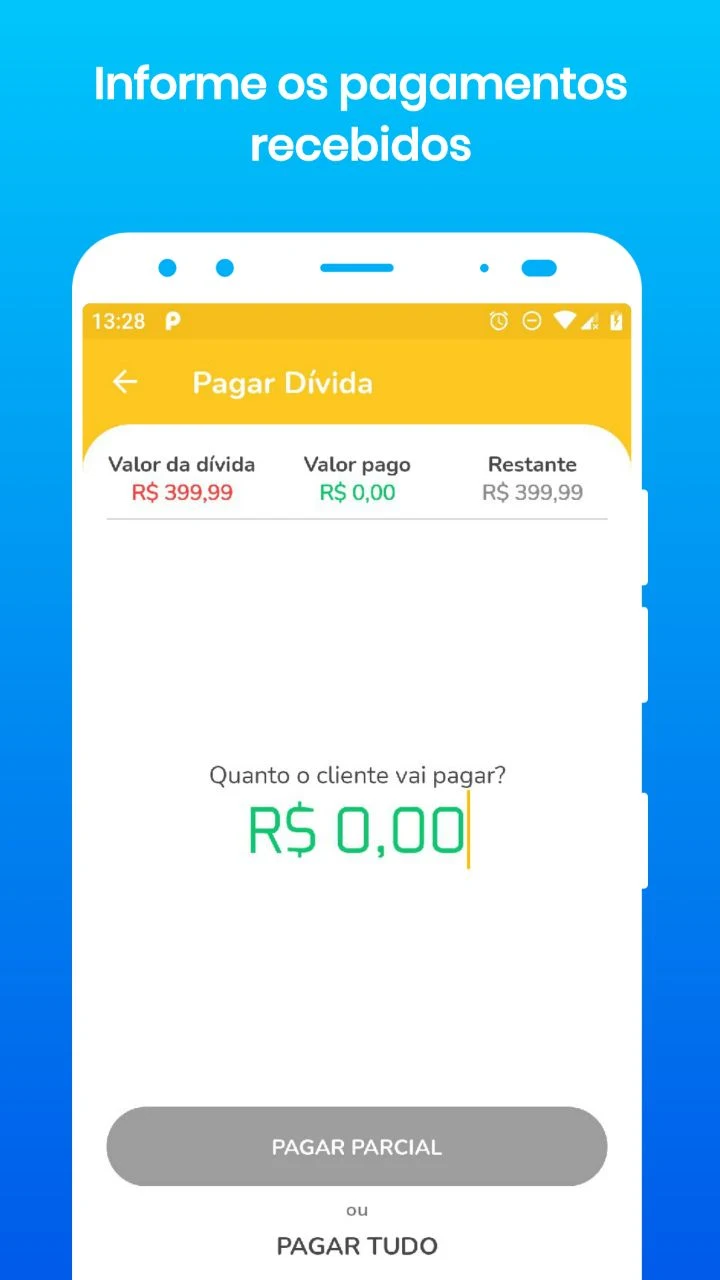 Informe os pagamentos
recebidos
13:28
Pagar Dívida
Valor da dívida Valor pago Restante
R$ 399,99 R$ 0,00 R$ 399,99
Quanto o cliente vai pagar?
R$ 0,00
PAGAR PARCIAL
ou
PAGAR TUDO